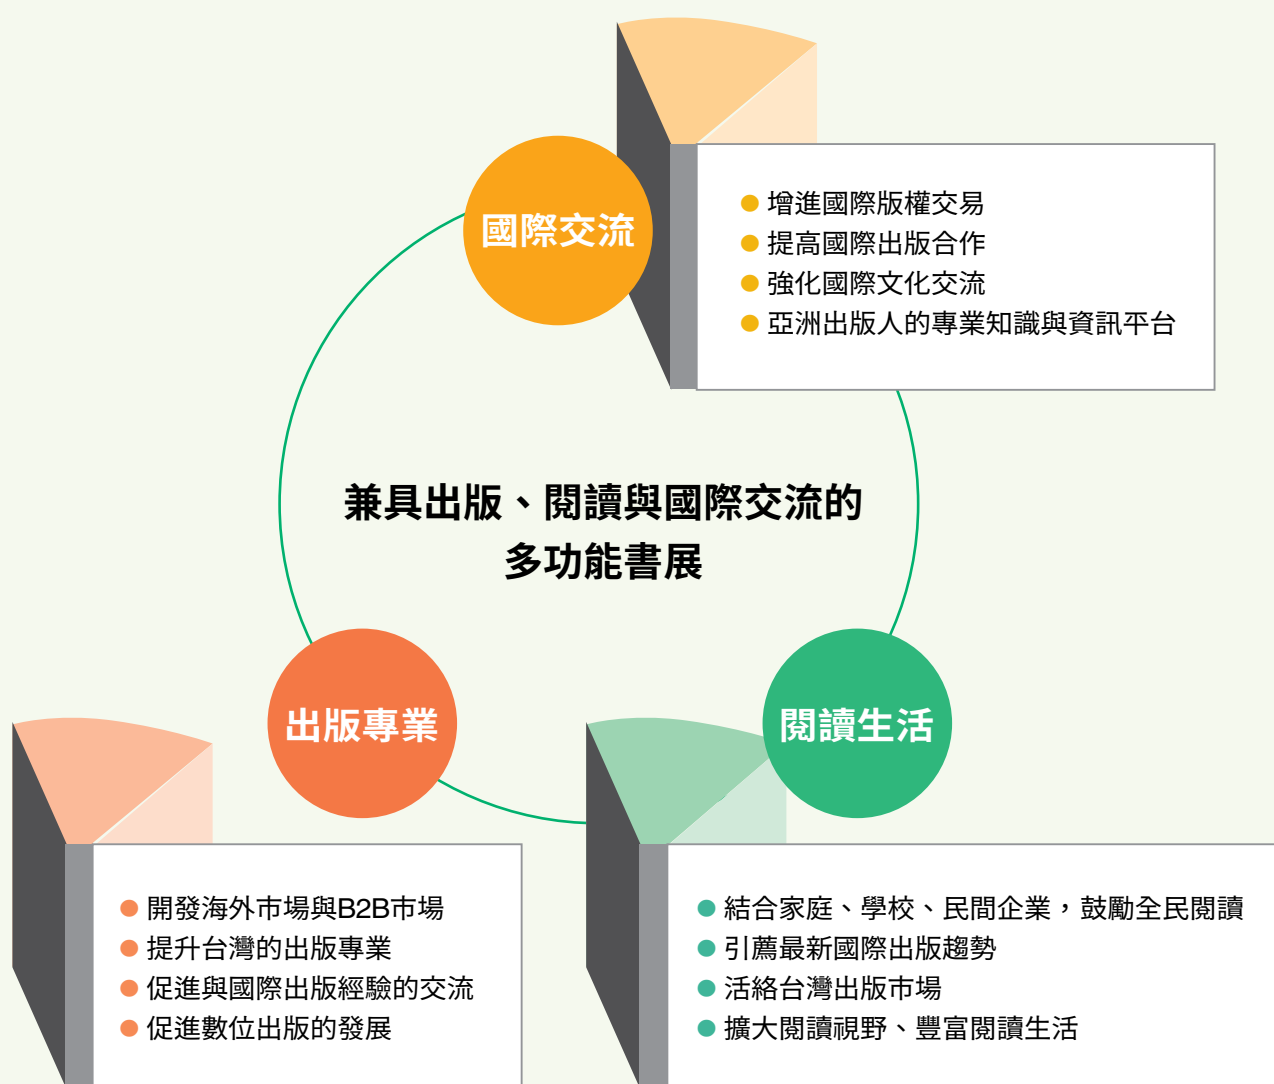 國際交流
增進國際版權交易
提高國際出版合作
強化國際文化交流
亞洲出版人的專業知識與資訊平台
兼具出版、閱讀與國際交流的
多功能書展
出版專業
開發海外市場與B2B市場
提升台灣的出版專業
促進與國際出版經驗的交流
促進數位出版的發展
閱讀生活
結合家庭、學校、民間企業，鼓勵全民閱讀
引薦最新國際出版趨勢
活絡台灣出版市場
擴大閱讀視野、豐富閱讀生活